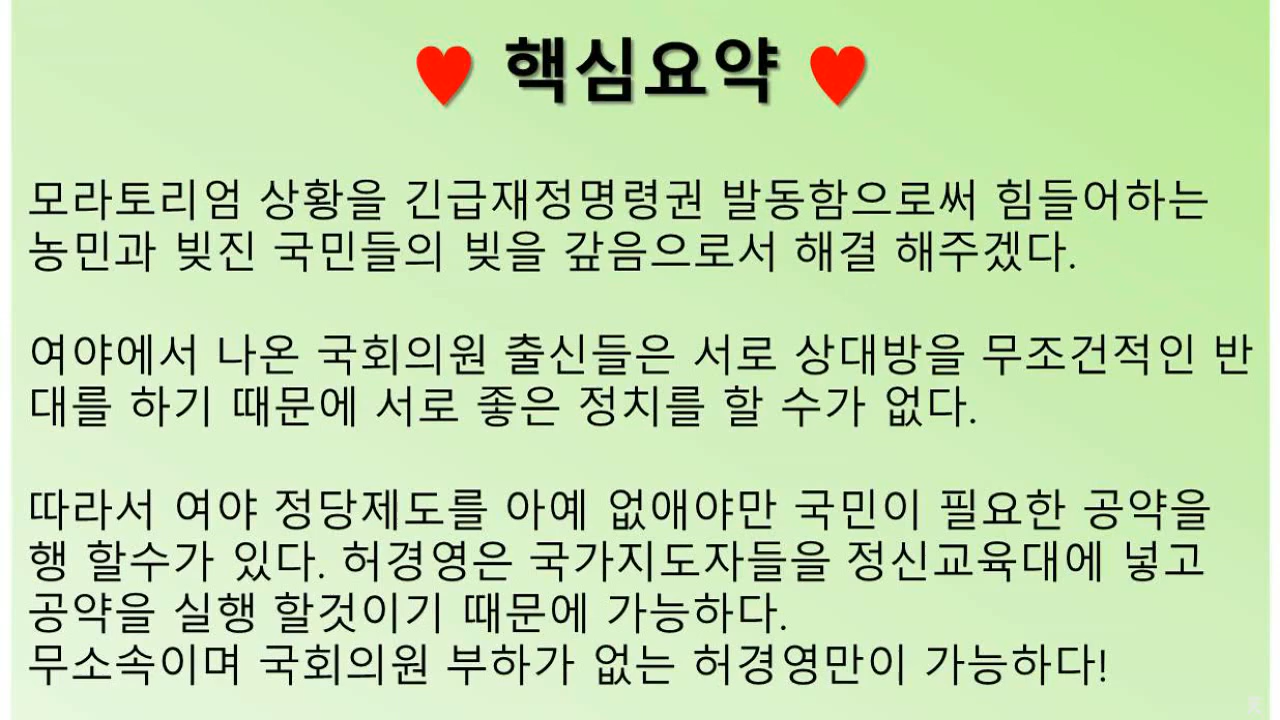 ♥ 핵심요약 ♥
모라토리엄 상황을 긴급재정명령권 발동함으로써 힘들어하는
농민과 빚진 국민들의 빚을 갚음으로서 해결 해주겠다.
여야에서 나온 국회의원 출신들은 서로 상대방을 무조건적인 반
대를 하기 때문에 서로 좋은 정치를 할 수가 없다.
따라서 여야 정당제도를 아예 없애야만 국민이 필요한 공약을
행 할수가 있다. 허경영은 국가지도자들을 정신교육대에 넣고
공약을 실행 할것이기 때문에 가능하다.
무소속이며 국회의원 부하가 없는 허경영만이 가능하다!